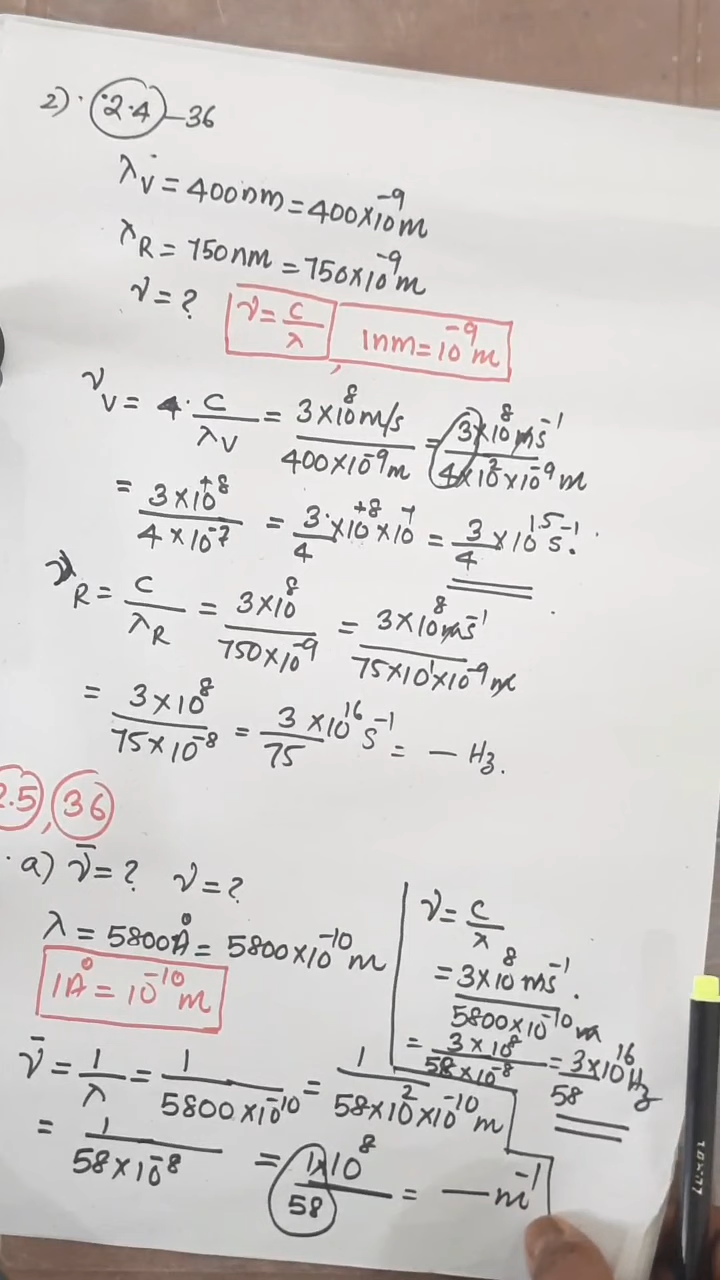 2) 2.4 - 36
λV = 400nm = 400×10⁻⁹m
λR = 750nm = 750×10⁻⁹m
ν = ? ν = c/λ , 1nm = 10⁻⁹m
νV = c/λV = 3×10⁸m/s / 400×10⁻⁹m = 3×10⁸ms⁻¹ / 4×10²×10⁻⁹m
= 3×10⁺⁸ / 4×10⁻⁷ = 3/4 ×10⁺⁸×10⁷ = 3/4 ×10¹⁵s⁻¹.
νR = c/λR = 3×10⁸ / 750×10⁻⁹ = 3×10⁸ms⁻¹ / 75×10¹×10⁻⁹m
= 3×10⁸ / 75×10⁻⁸ = 3/75 ×10¹⁶ s⁻¹ = — Hz.
2.5, 36
a) ν̄ = ? ν = ?
λ = 5800Å = 5800×10⁻¹⁰m
1Å = 10⁻¹⁰m
ν̄ = 1/λ = 1 / 5800×10⁻¹⁰ = 1 / 58×10²×10⁻¹⁰m
= 1 / 58×10⁻⁸ = 1×10⁸ / 58 = — m⁻¹
ν = c/λ
= 3×10⁸ms⁻¹ / 5800×10⁻¹⁰m .
= 3×10⁸ / 58×10⁻⁸ = 3×10¹⁶ / 58 Hz